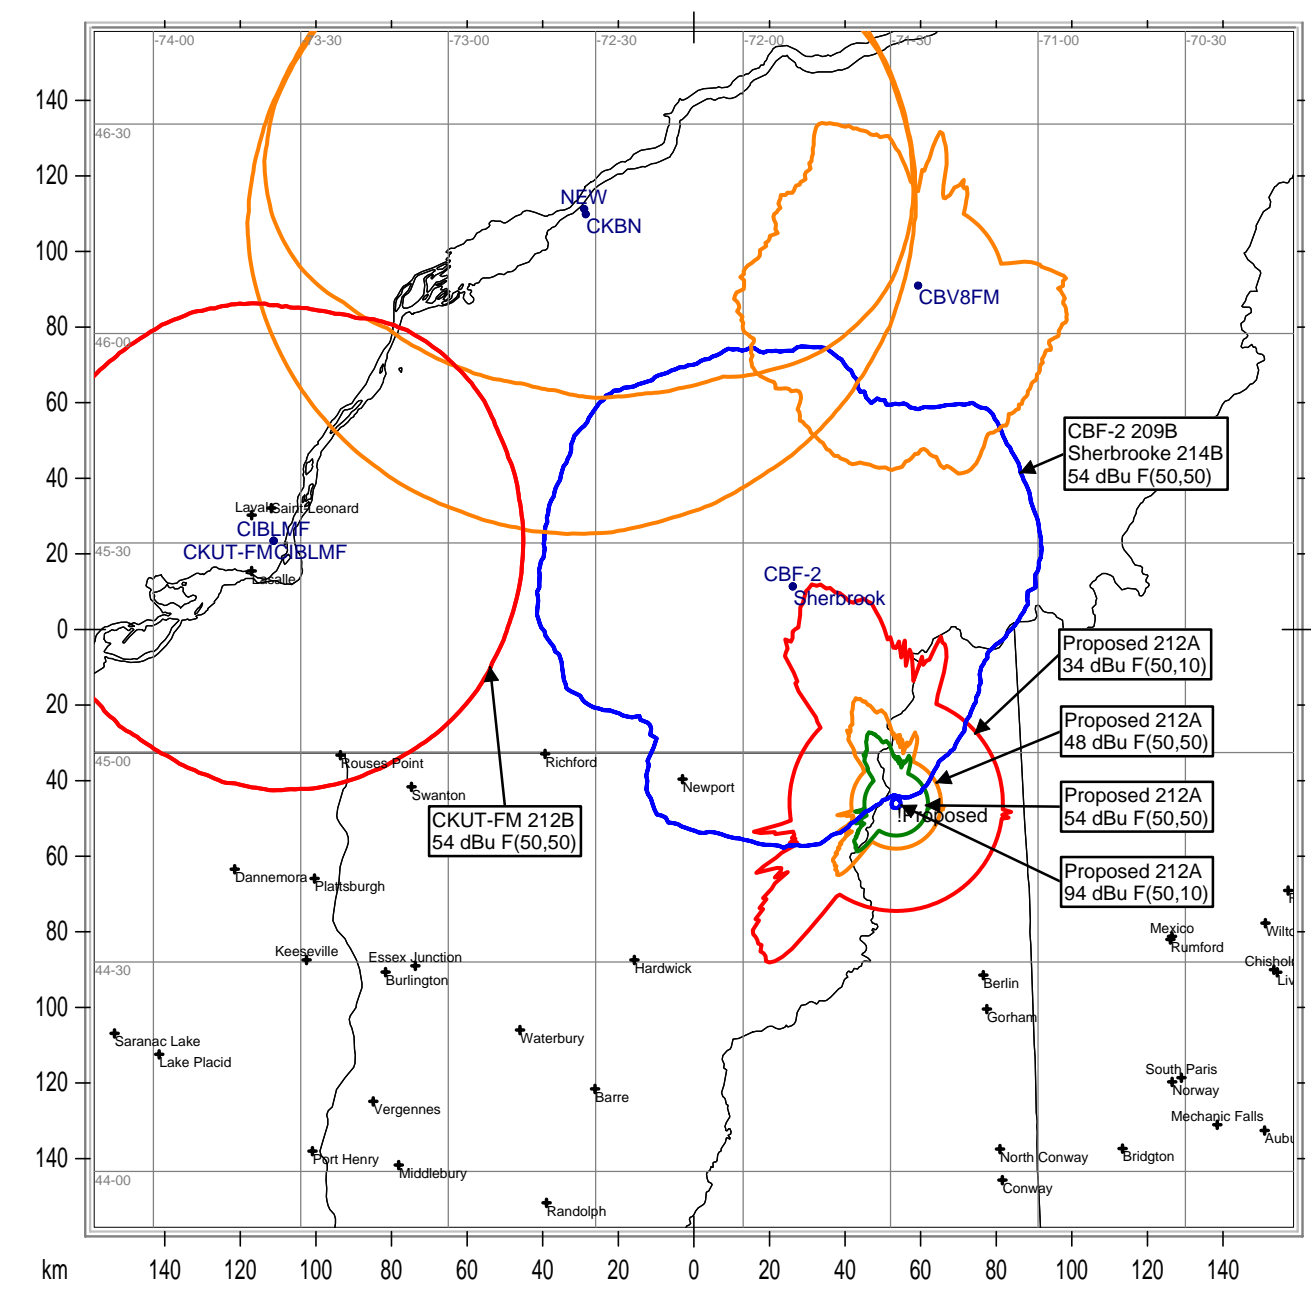 -74-00
-73-30
-73-00
-72-30
-72-00
-71-30
-71-00
-70-30
140
46-30
120
NEW
CKBN
100
CBV8FM
80
46-00
60
CBF-2 209B
Sherbrooke 214B
54 dBu F(50,50)
40
Laval
Saint-Leonard
CIBLMF
45-30
CKUT-FMCIBLMF
20
Lasalle
CBF-2
Sherbrook
0
Proposed 212A
34 dBu F(50,10)
20
Proposed 212A
48 dBu F(50,50)
45-00
Rouses Point
Richford
40
Newport
Swanton
Proposed 212A
54 dBu F(50,50)
!Proposed
CKUT-FM 212B
54 dBu F(50,50)
60
Dannemora
Plattsburgh
Proposed 212A
94 dBu F(50,10)
80
Mexico
Rumford
Keeseville
Essex Junction
Burlington
Hardwick
44-30
Berlin
100
Gorham
Saranac Lake
Lake Placid
Waterbury
120
Barre
South Paris
Norway
Vergennes
Mechanic Falls
140
Port Henry
Middlebury
North Conway
Bridgton
44-00
Conway
Randolph
km
140
120
100
80
60
40
20
0
20
40
60
80
100
120
140